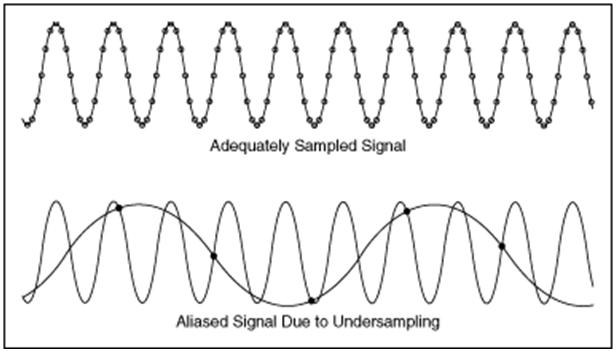 Adequately Sampled Signal
Aliased Signal Due to Undersampling